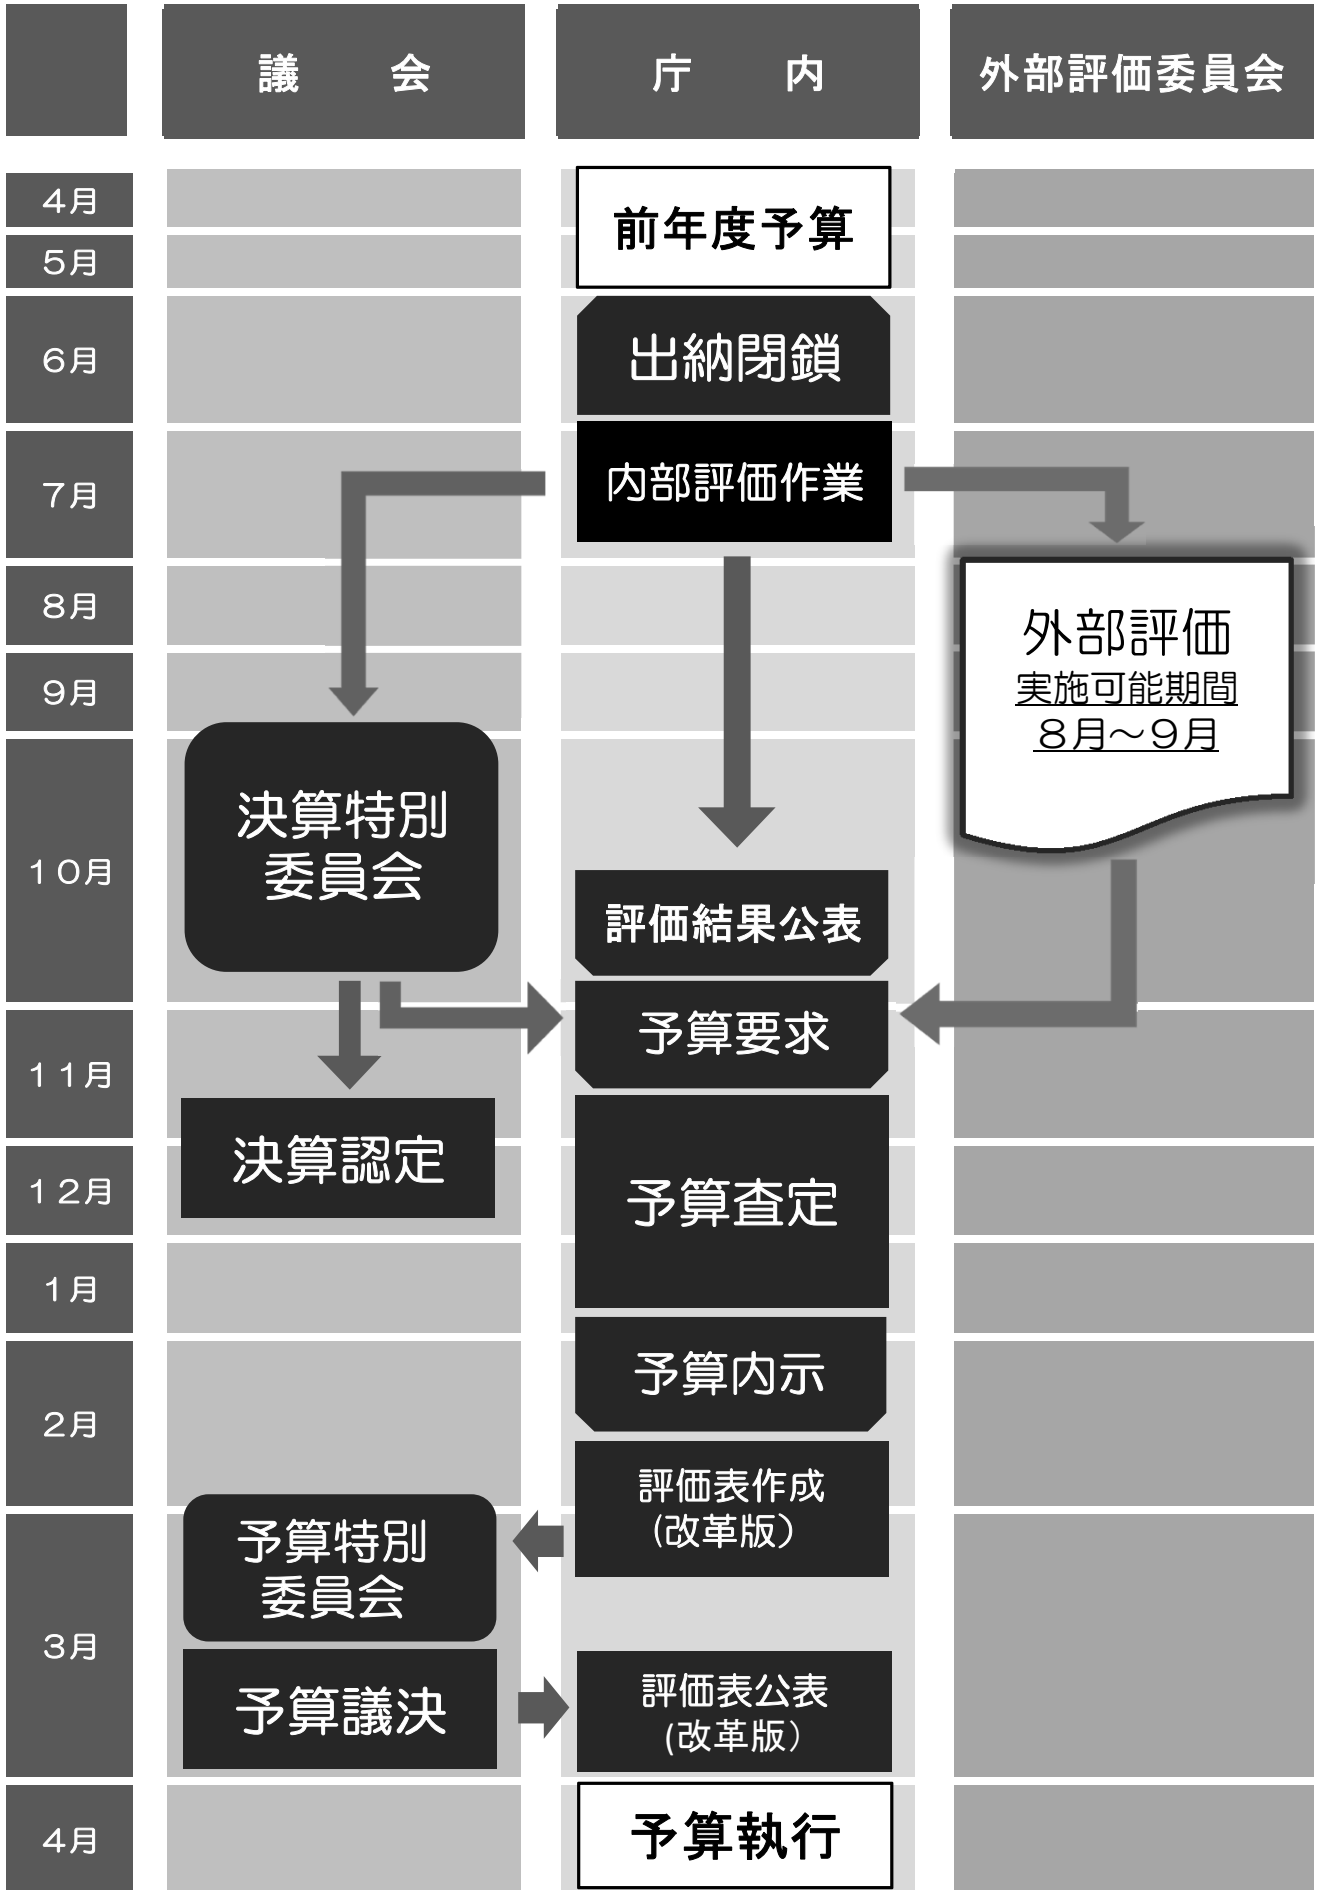 議　会
庁　内
外部評価委員会
４月
前年度予算
５月
６月
出納閉鎖
７月
内部評価作業
８月
外部評価
実施可能期間
８月～９月
９月
１０月
決算特別
委員会
評価結果公表
予算要求
１１月
決算認定
１２月
予算査定
１月
２月
予算内示
評価表作成
(改革版)
３月
予算特別
委員会
予算議決
評価表公表
(改革版)
４月
予算執行